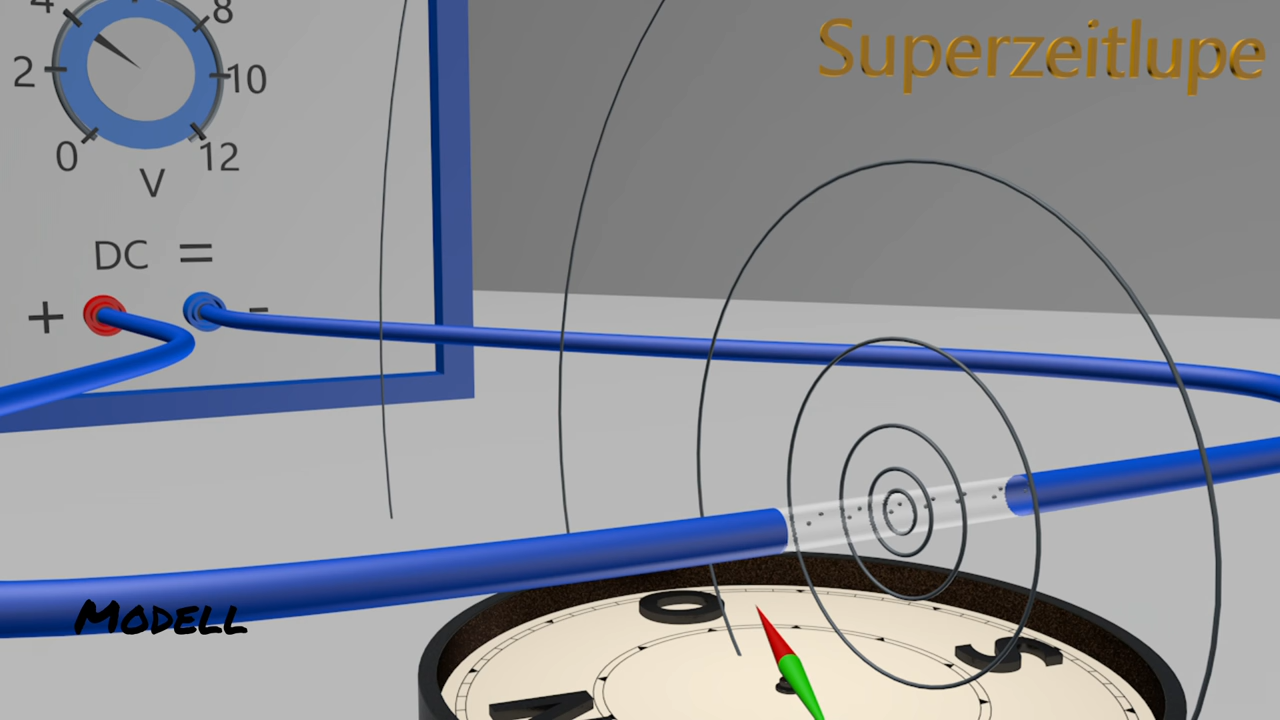 Superzeitlupe
4 8
2 10
0 12
V
DC =
+ -
MODELL
O
S
N